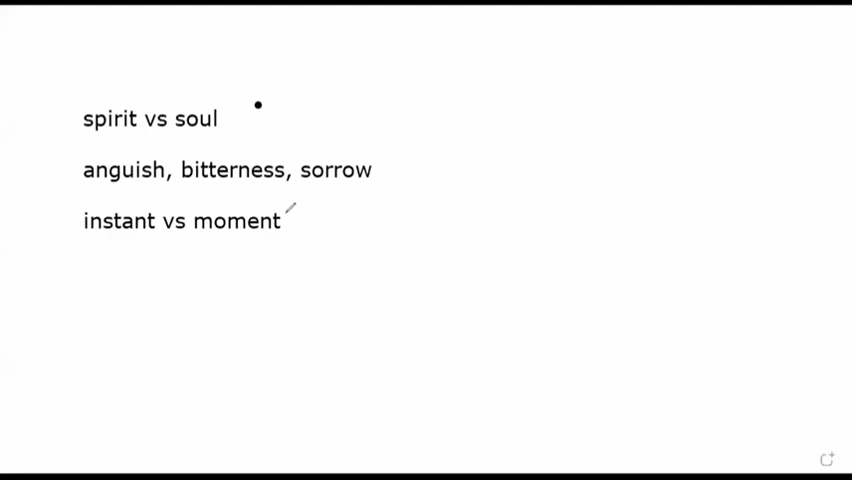 spirit vs soul
anguish, bitterness, sorrow
instant vs moment